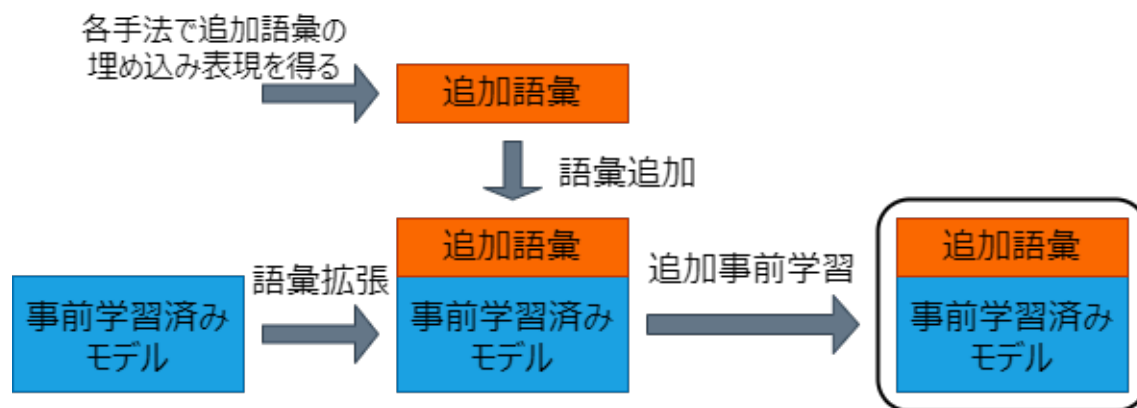 各手法で追加語彙の
埋め込み表現を得る
追加語彙
語彙追加
事前学習済み
モデル
語彙拡張
追加語彙
事前学習済み
モデル
追加事前学習
追加語彙
事前学習済み
モデル